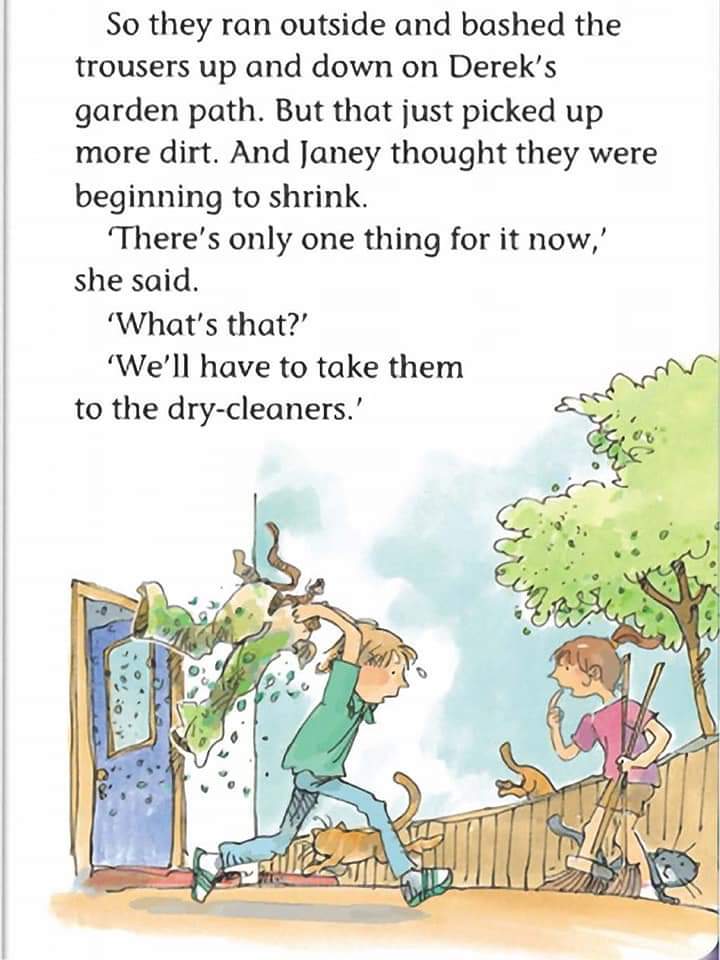 So they ran outside and bashed the
trousers up and down on Derek's
garden path. But that just picked up
more dirt. And Janey thought they were
beginning to shrink.
'There's only one thing for it now,'
she said.
'What's that?'
'We'll have to take them
to the dry-cleaners.'